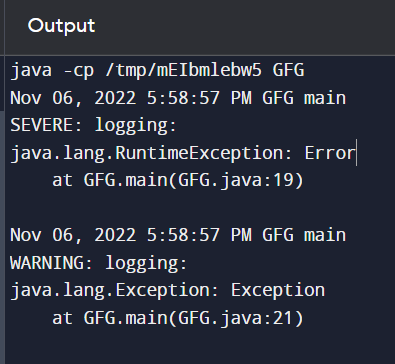 Output
java -cp /tmp/mEIbmlebw5 GFG
Nov 06, 2022 5:58:57 PM GFG main
SEVERE: logging:
java.lang.RuntimeException: Error
    at GFG.main(GFG.java:19)
Nov 06, 2022 5:58:57 PM GFG main
WARNING: logging:
java.lang.Exception: Exception
    at GFG.main(GFG.java:21)